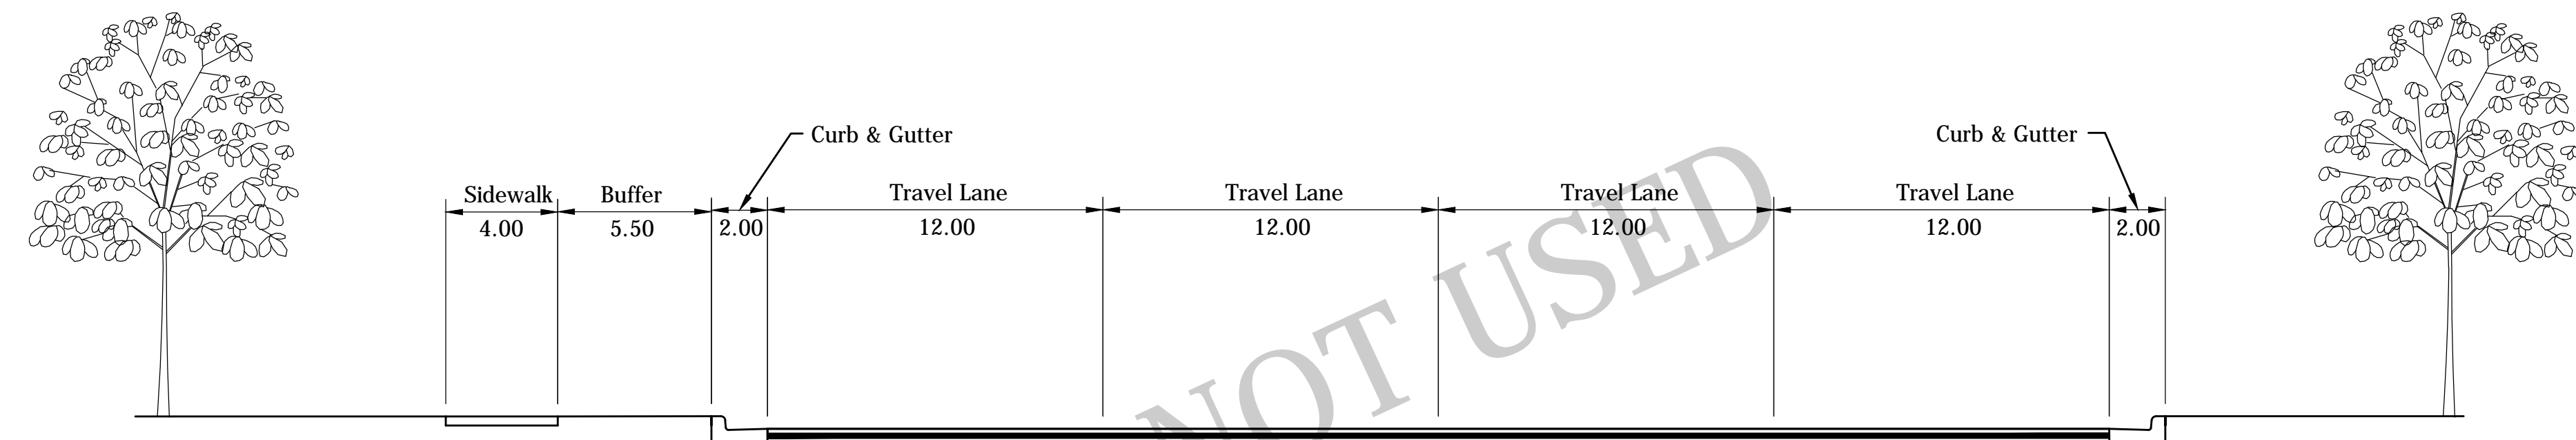 Curb & Gutter
Curb & Gutter
Sidewalk
Buffer
Travel Lane
Travel Lane
Travel Lane
Travel Lane
4.00
5.50
2.00
12.00
12.00
12.00
12.00
2.00
NOT USED